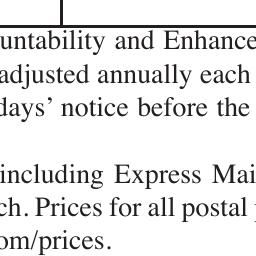 untability and Enhance
adjusted annually each
days’ notice before the
including Express Mai
ch. Prices for all postal
om/prices.